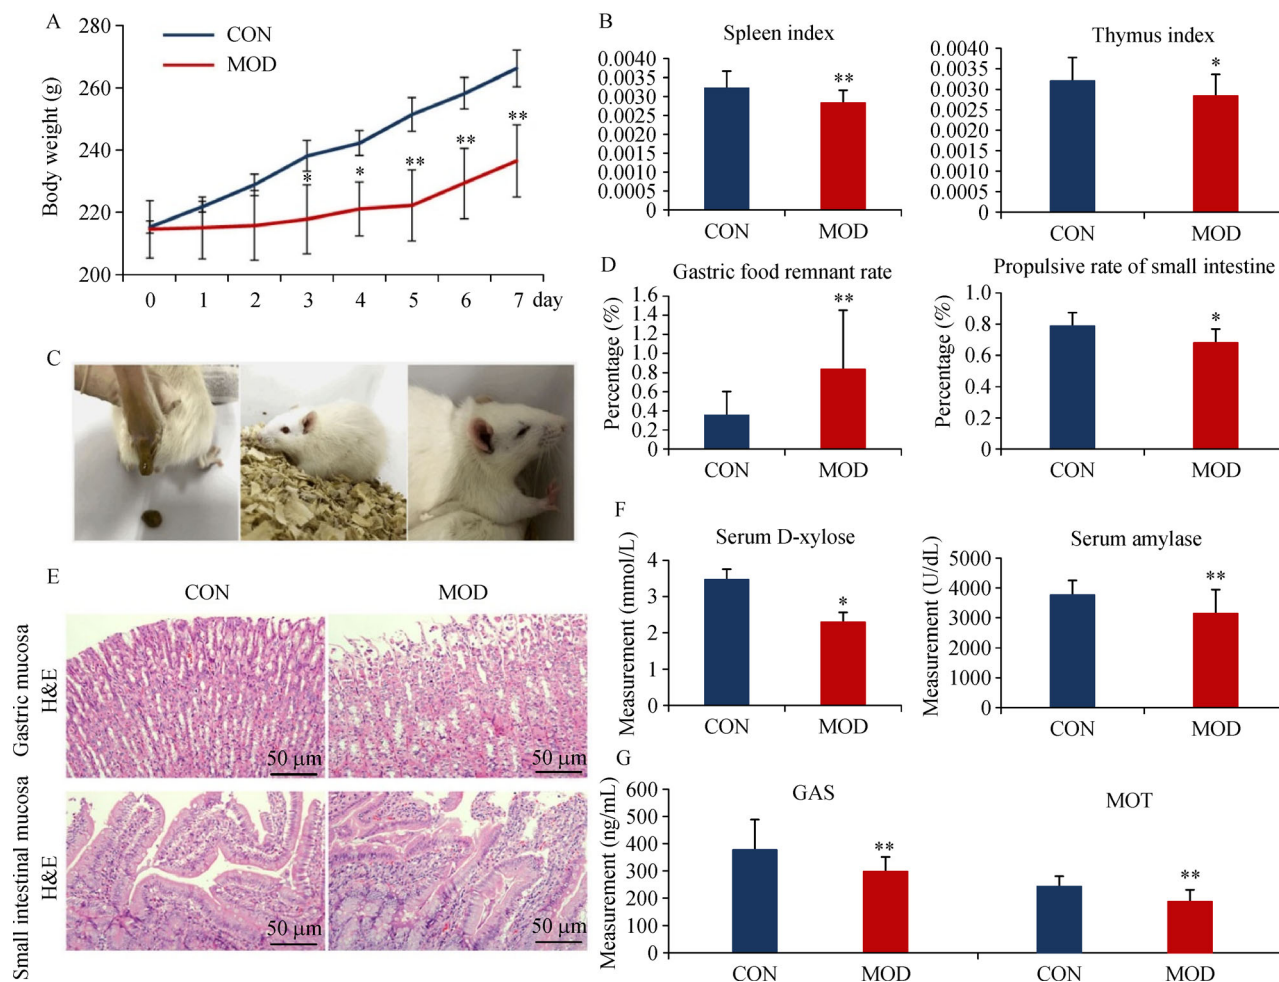 A
280
260
240
220
200
Body weight (g)
CON
MOD
*
*
**
**
**
0 1 2 3 4 5 6 7 day
B
Spleen index
0.0040
0.0035
0.0030
0.0025
0.0020
0.0015
0.0010
0.0005
0
**
CON MOD
Thymus index
0.0040
0.0035
0.0030
0.0025
0.0020
0.0015
0.0010
0.0005
0
*
CON MOD
C
D
Gastric food remnant rate
Percentage (%)
1.6
1.4
1.2
1.0
0.8
0.6
0.4
0.2
0
**
CON MOD
Propulsive rate of small intestine
Percentage (%)
1.0
0.8
0.6
0.4
0.2
0
*
CON MOD
E
CON MOD
Gastric mucosa
H&E
50 μm
50 μm
Small intestinal mucosa
H&E
50 μm
50 μm
F
Serum D-xylose
Measurement (mmol/L)
4
3
2
1
0
*
CON MOD
Serum amylase
Measurement (U/dL)
5000
4000
3000
2000
1000
0
**
CON MOD
G
Measurement (ng/mL)
600
500
400
300
200
100
0
GAS
MOT
**
**
CON MOD CON MOD